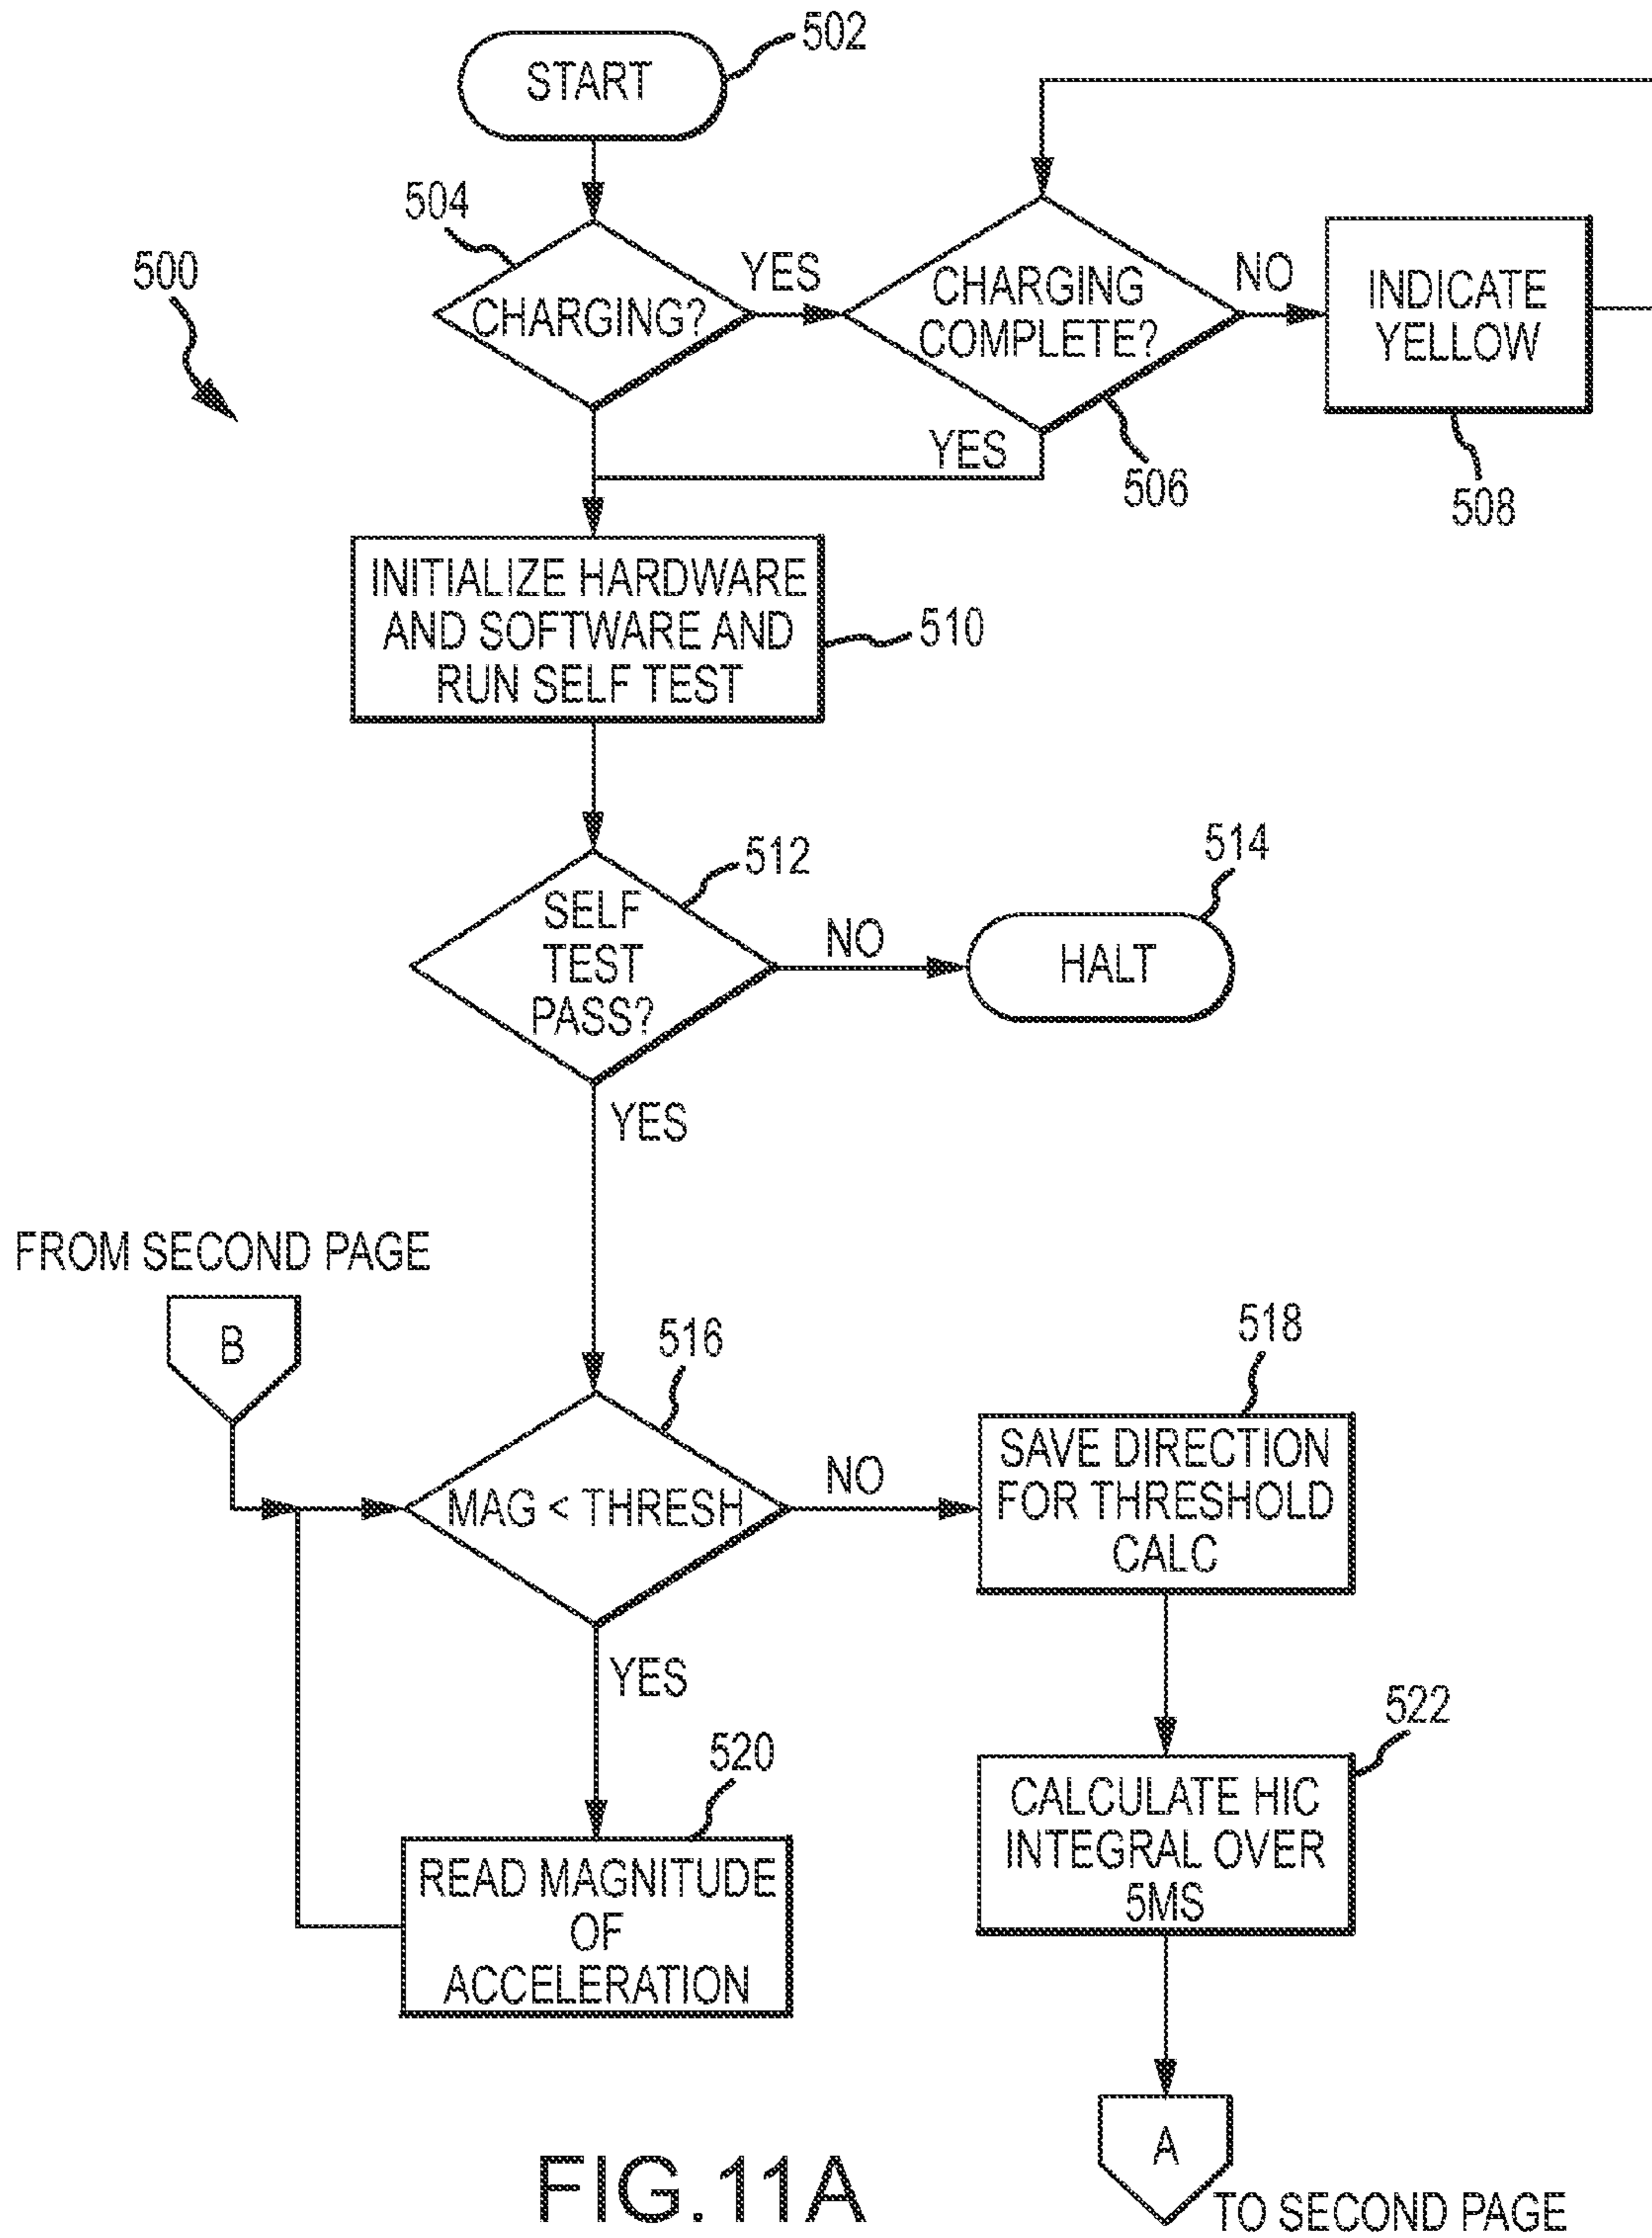 START
502
504
500
CHARGING?
YES
CHARGING
COMPLETE?
NO
INDICATE
YELLOW
YES
506
508
INITIALIZE HARDWARE
AND SOFTWARE AND
RUN SELF TEST
510
512
SELF
TEST
PASS?
NO
514
HALT
YES
FROM SECOND PAGE
B
516
MAG < THRESH
NO
518
SAVE DIRECTION
FOR THRESHOLD
CALC
YES
520
READ MAGNITUDE
OF
ACCELERATION
522
CALCULATE HIC
INTEGRAL OVER
5MS
A
TO SECOND PAGE
FIG.11A